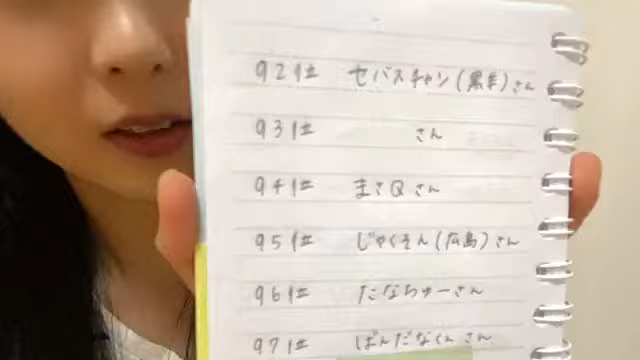 92位 セバスチャン(黒羊)さん
93位 さん
94位 まさQさん
95位 じゃくそん(広島)さん
96位 たなちゅーさん
97位 ばんだなくんさん